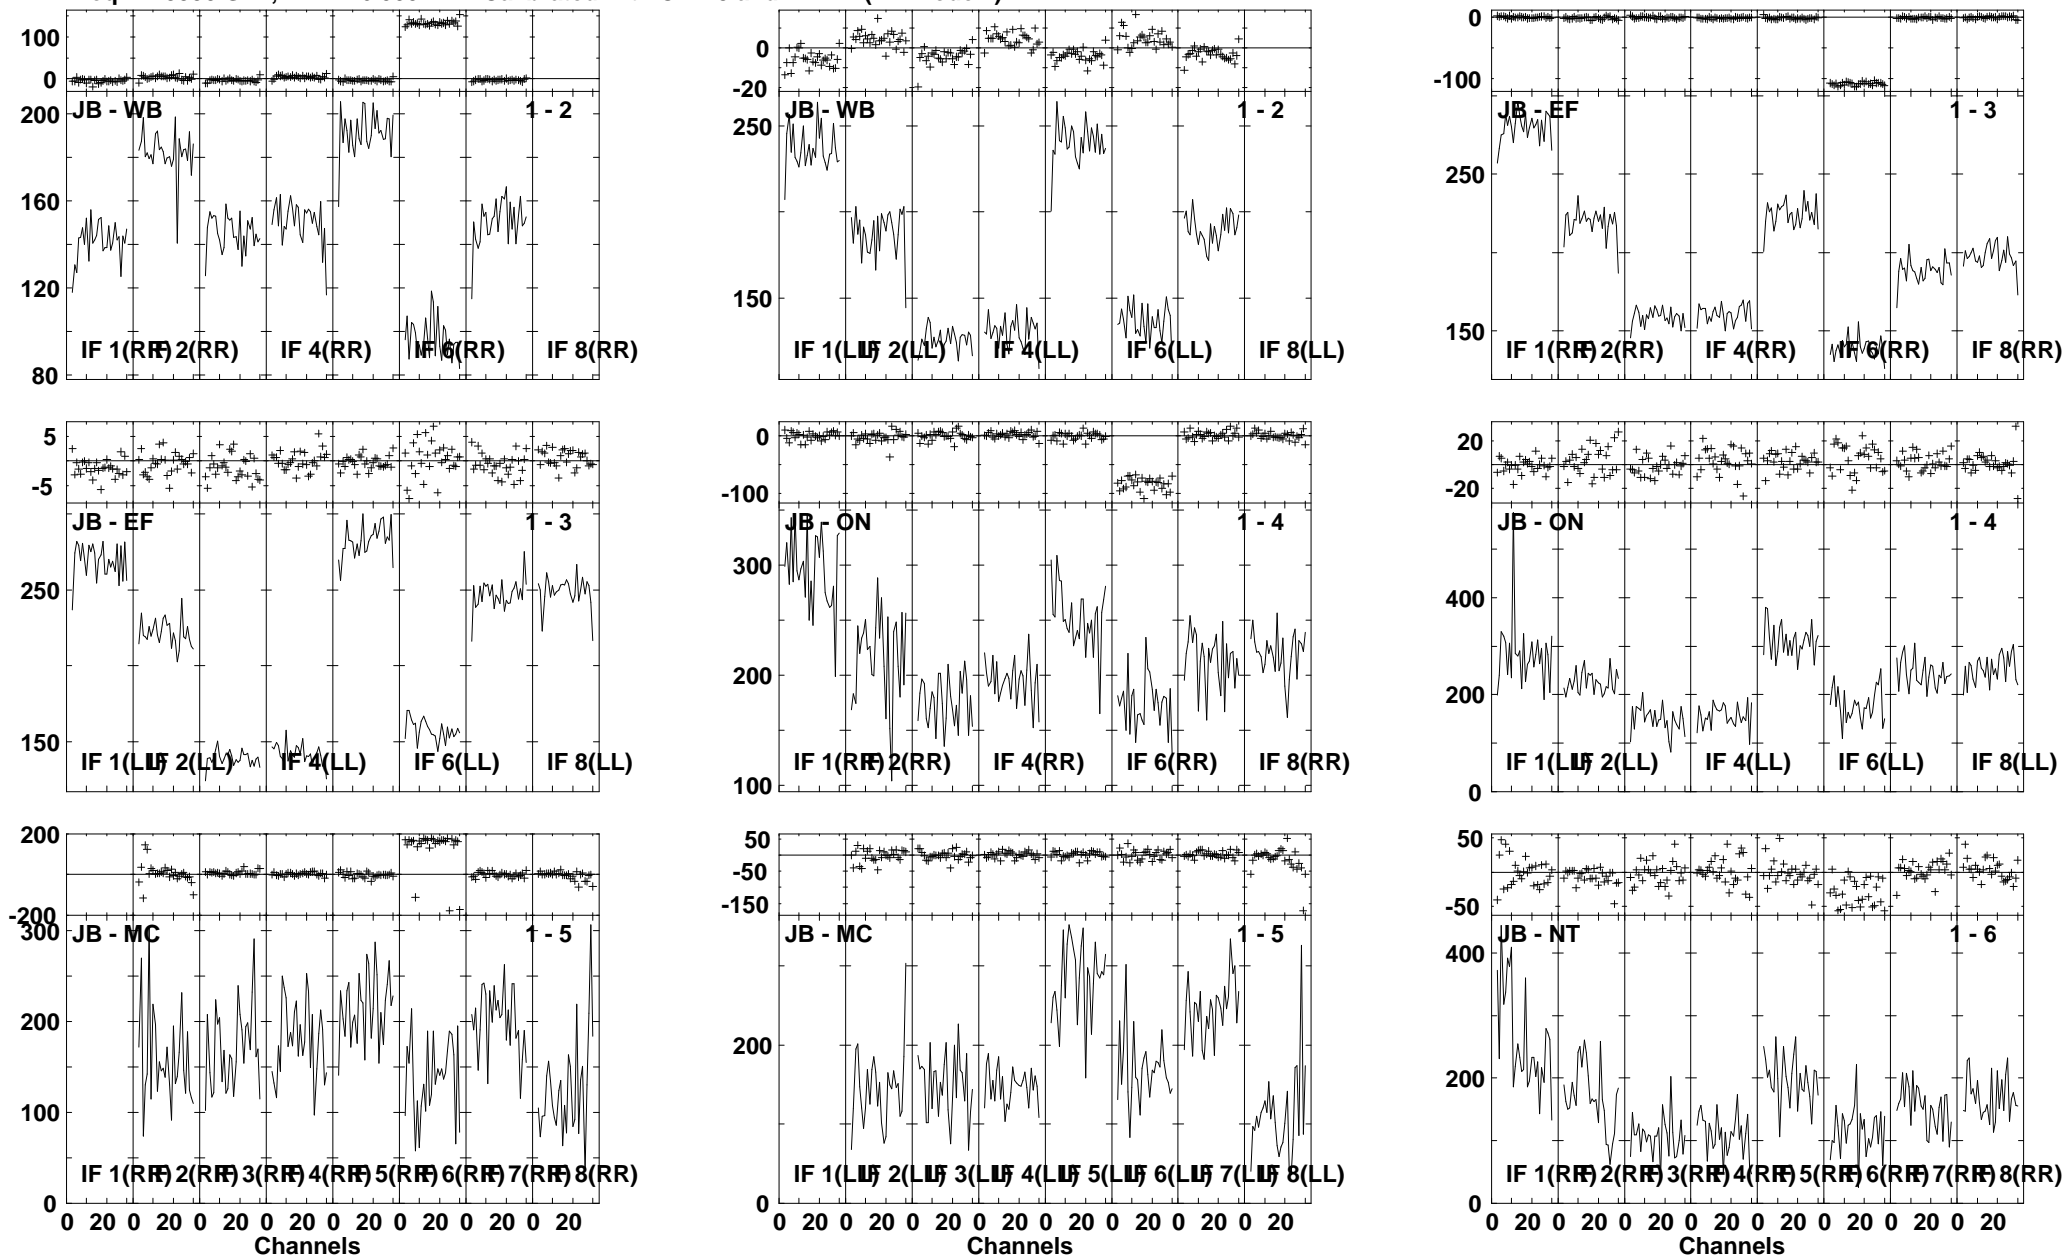 100
0
200 JB - WB 1 - 2
160
120
80
IF 1(RR) IF 2(RR) IF 4(RR) IF 6(RR) IF 8(RR)
0
-20
JB - WB 1 - 2
250
150
IF 1(LL) IF 2(LL) IF 4(LL) IF 6(LL) IF 8(LL)
0
-100
JB - EF 1 - 3
250
150
IF 1(RR) IF 2(RR) IF 4(RR) IF 6(RR) IF 8(RR)
5
-5
JB - EF 1 - 3
250
150
IF 1(LL) IF 2(LL) IF 4(LL) IF 6(LL) IF 8(LL)
0
-100
JB - ON 1 - 4
300
200
100
IF 1(RR) IF 2(RR) IF 4(RR) IF 6(RR) IF 8(RR)
20
-20
JB - ON 1 - 4
400
200
0
IF 1(LL) IF 2(LL) IF 4(LL) IF 6(LL) IF 8(LL)
200
-200
300 JB - MC 1 - 5
200
100
0
IF 1(RR) IF 2(RR) IF 3(RR) IF 4(RR) IF 5(RR) IF 6(RR) IF 7(RR) IF 8(RR)
0 20 0 20 0 20 0 20 0 20 0 20 0 20 0 20
Channels
50
-50
-150
JB - MC 1 - 5
200
0
IF 1(LL) IF 2(LL) IF 3(LL) IF 4(LL) IF 5(LL) IF 6(LL) IF 7(LL) IF 8(LL)
0 20 0 20 0 20 0 20 0 20 0 20 0 20 0 20
Channels
50
-50
JB - NT 1 - 6
400
200
0
IF 1(RR) IF 2(RR) IF 3(RR) IF 4(RR) IF 5(RR) IF 6(RR) IF 7(RR) IF 8(RR)
0 20 0 20 0 20 0 20 0 20 0 20 0 20 0 20
Channels